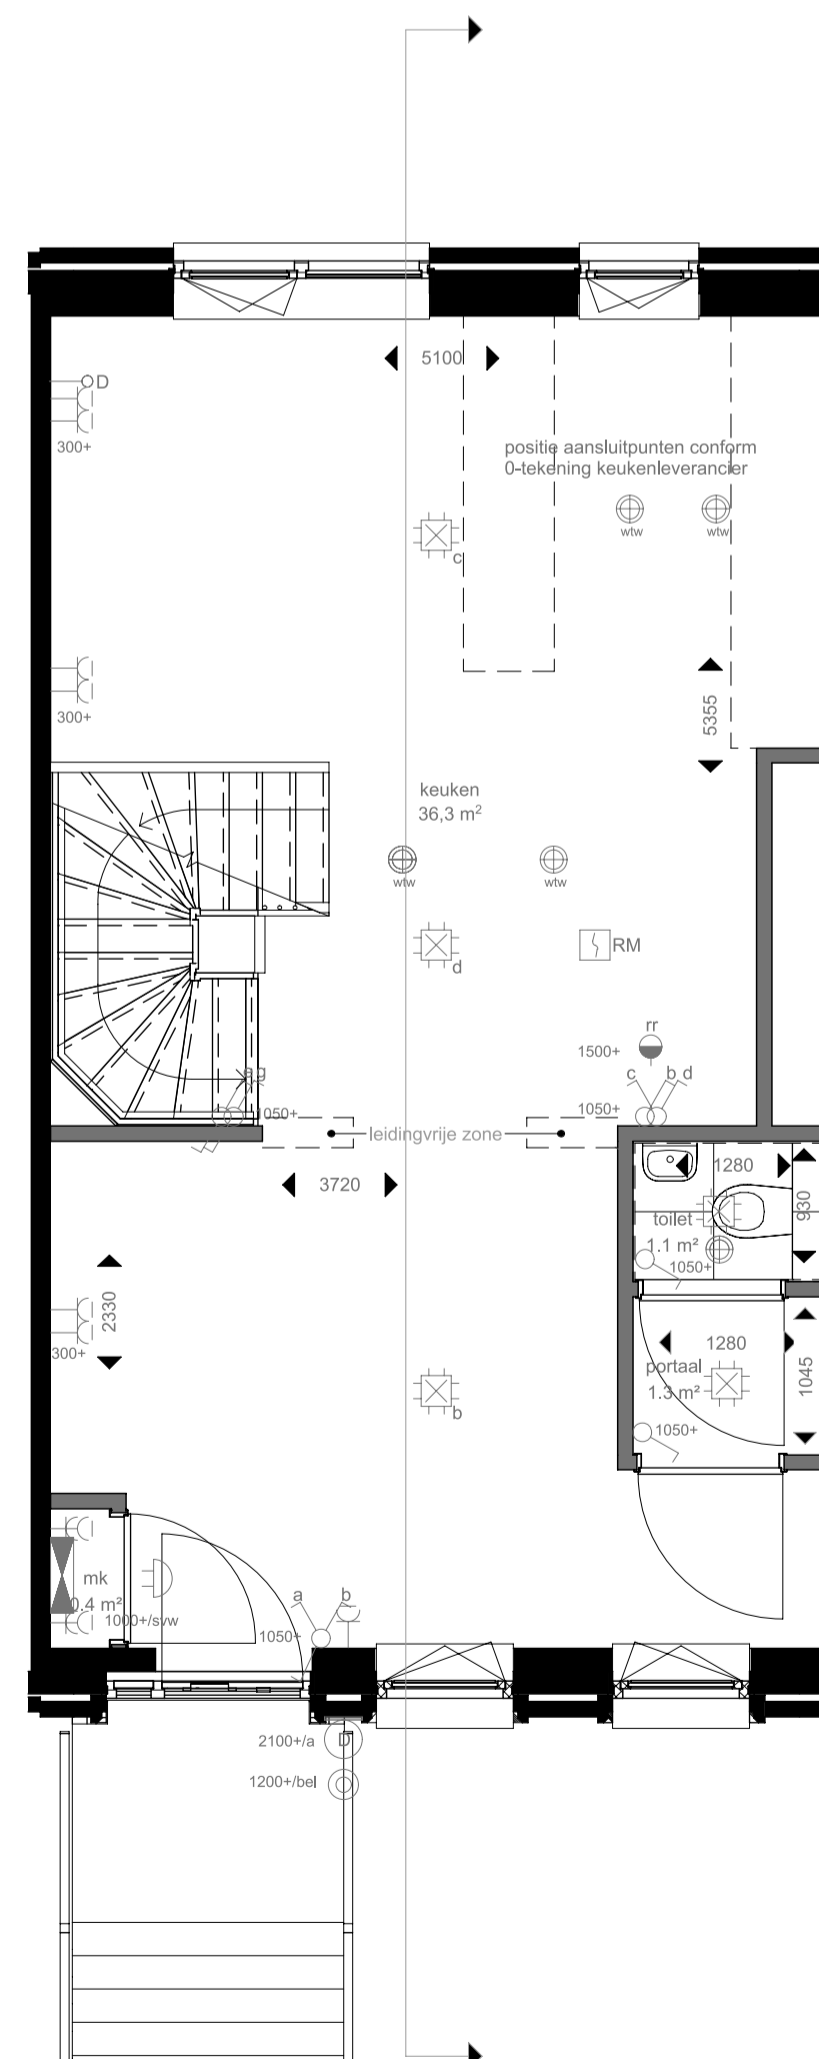 5100
D
300+
positie aansluitpunten conform
0-tekening keukenleverancier
wtw
wtw
c
300+
5355
keuken
36,3 m²
wtw
wtw
d
RM
rr
1500+
c b d
1050+
1050+
leidingvrije zone
3720
1280
930
toilet
1.1 m²
1050+
2330
300+
1280
portaal
1.3 m²
1045
b
1050+
mk
0.4 m²
1000+/svw
a b
1050+
2100+/a
D
1200+/bel